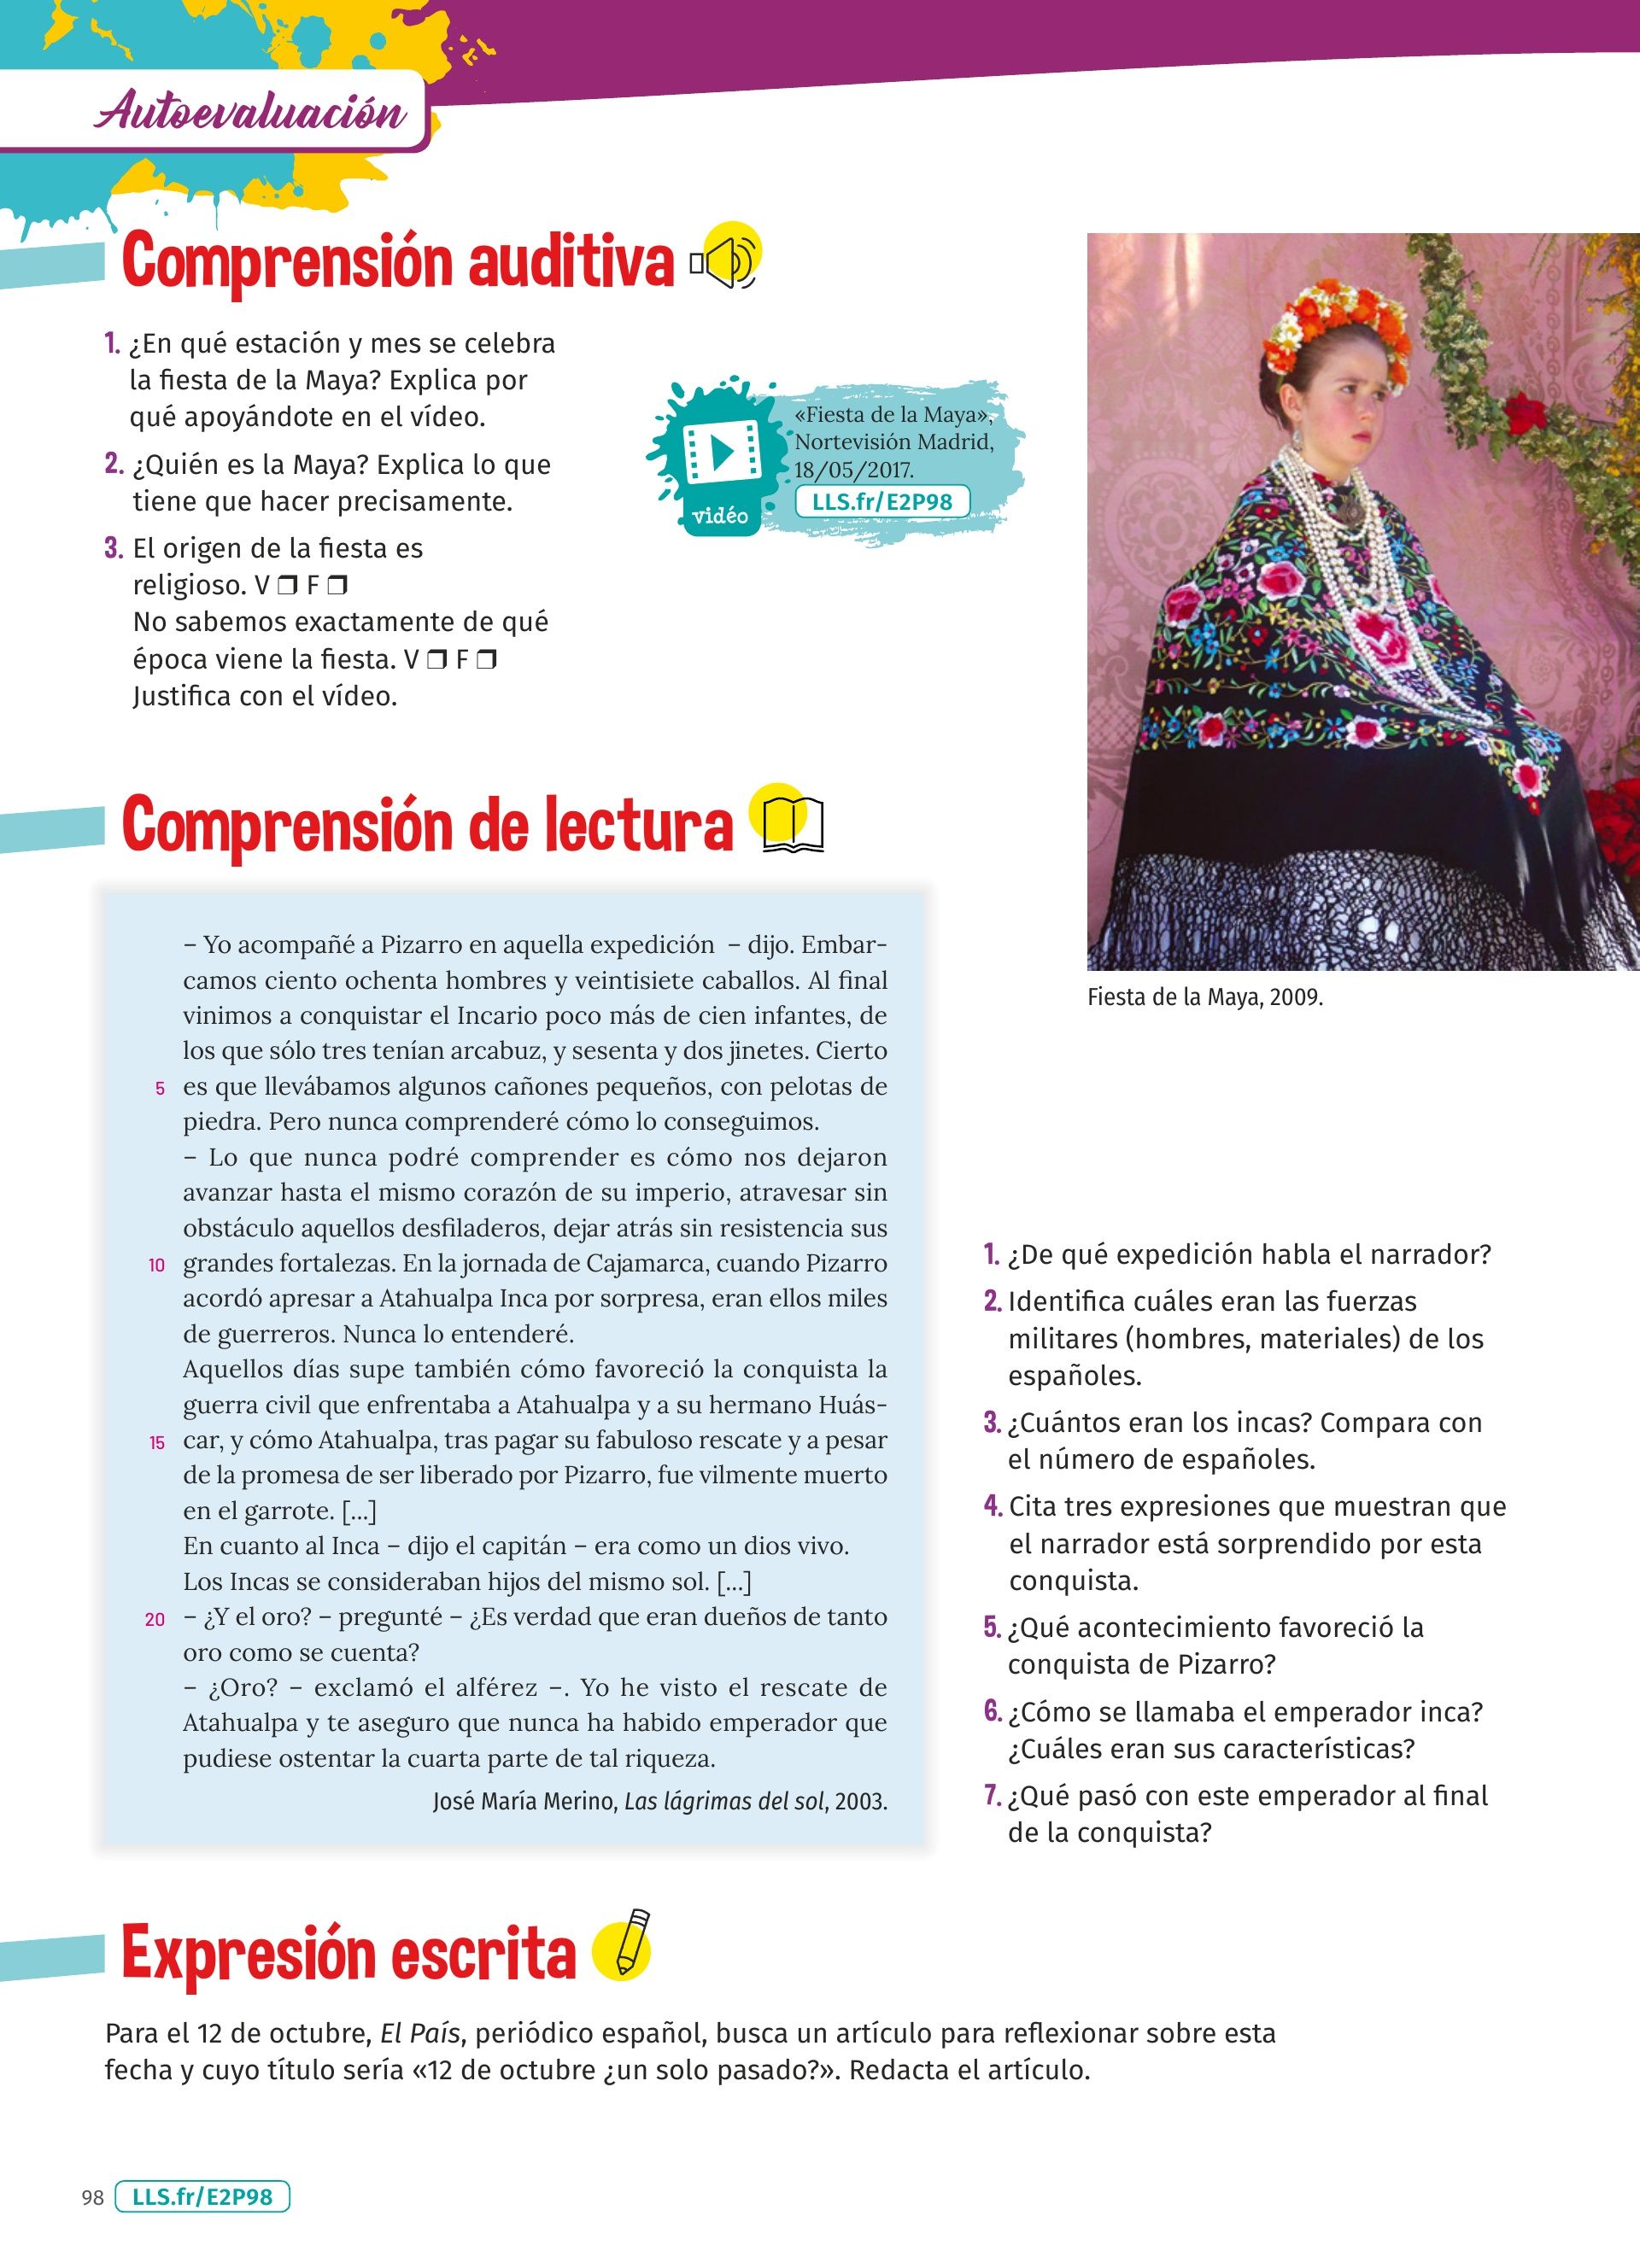 Autoevaluación
Comprensión auditiva
1. ¿En qué estación y mes se celebra
la fiesta de la Maya? Explica por
qué apoyándote en el vídeo.
2. ¿Quién es la Maya? Explica lo que
tiene que hacer precisamente.
3. El origen de la fiesta es
religioso. V ❒ F ❒
No sabemos exactamente de qué
época viene la fiesta. V ❒ F ❒
Justifica con el vídeo.
vidéo
«Fiesta de la Maya»,
Nortevisión Madrid,
18/05/2017.
LLS.fr/E2P98
Fiesta de la Maya, 2009.
Comprensión de lectura
– Yo acompañé a Pizarro en aquella expedición – dijo. Embar-
camos ciento ochenta hombres y veintisiete caballos. Al final
vinimos a conquistar el Incario poco más de cien infantes, de
los que sólo tres tenían arcabuz, y sesenta y dos jinetes. Cierto
5 es que llevábamos algunos cañones pequeños, con pelotas de
piedra. Pero nunca comprenderé cómo lo conseguimos.
– Lo que nunca podré comprender es cómo nos dejaron
avanzar hasta el mismo corazón de su imperio, atravesar sin
obstáculo aquellos desfiladeros, dejar atrás sin resistencia sus
10 grandes fortalezas. En la jornada de Cajamarca, cuando Pizarro
acordó apresar a Atahualpa Inca por sorpresa, eran ellos miles
de guerreros. Nunca lo entenderé.
Aquellos días supe también cómo favoreció la conquista la
guerra civil que enfrentaba a Atahualpa y a su hermano Huás-
15 car, y cómo Atahualpa, tras pagar su fabuloso rescate y a pesar
de la promesa de ser liberado por Pizarro, fue vilmente muerto
en el garrote. [...]
En cuanto al Inca – dijo el capitán – era como un dios vivo.
Los Incas se consideraban hijos del mismo sol. [...]
20 – ¿Y el oro? – pregunté – ¿Es verdad que eran dueños de tanto
oro como se cuenta?
– ¿Oro? – exclamó el alférez –. Yo he visto el rescate de
Atahualpa y te aseguro que nunca ha habido emperador que
pudiese ostentar la cuarta parte de tal riqueza.
José María Merino, Las lágrimas del sol, 2003.
1. ¿De qué expedición habla el narrador?
2. Identifica cuáles eran las fuerzas
militares (hombres, materiales) de los
españoles.
3. ¿Cuántos eran los incas? Compara con
el número de españoles.
4. Cita tres expresiones que muestran que
el narrador está sorprendido por esta
conquista.
5. ¿Qué acontecimiento favoreció la
conquista de Pizarro?
6. ¿Cómo se llamaba el emperador inca?
¿Cuáles eran sus características?
7. ¿Qué pasó con este emperador al final
de la conquista?
Expresión escrita
Para el 12 de octubre, El País, periódico español, busca un artículo para reflexionar sobre esta
fecha y cuyo título sería «12 de octubre ¿un solo pasado?». Redacta el artículo.
98 LLS.fr/E2P98